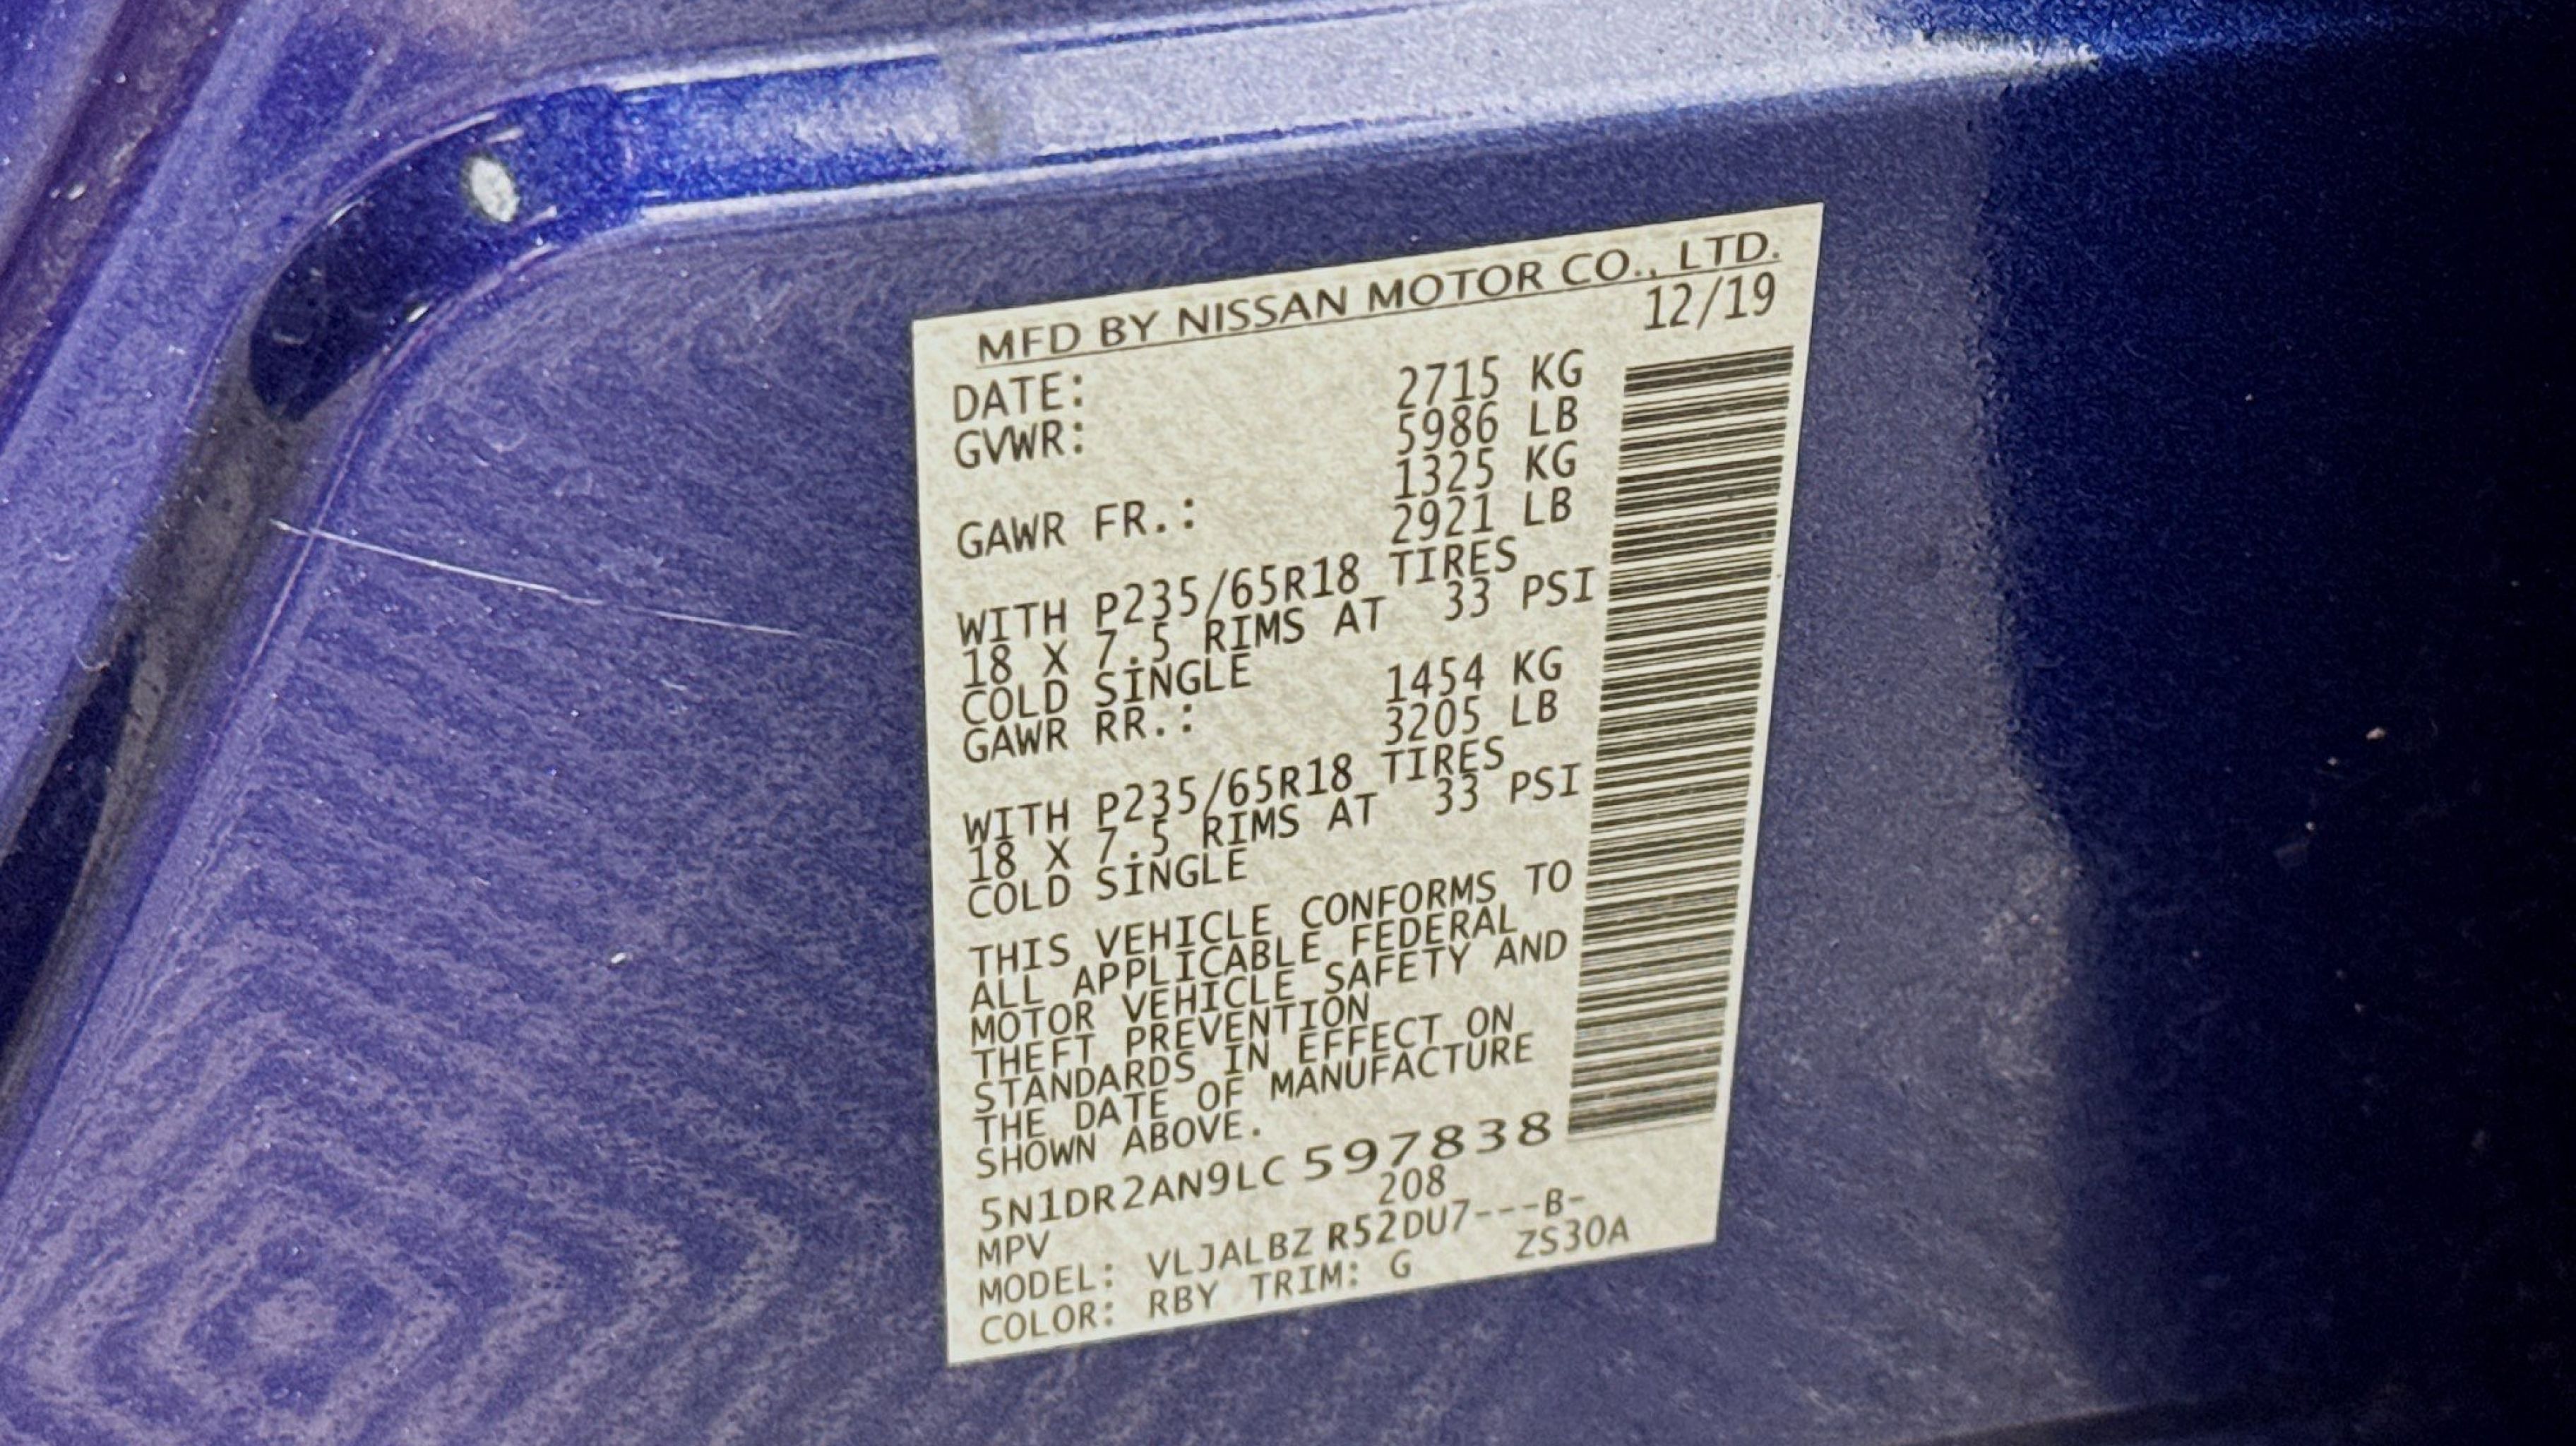 MFD BY NISSAN MOTOR CO., LTD.
DATE: 12/19
GVWR: 2715 KG
5986 LB
GAWR FR.: 1325 KG
2921 LB
WITH P235/65R18 TIRES
18 X 7.5 RIMS AT 33 PSI
COLD SINGLE
GAWR RR.: 1454 KG
3205 LB
WITH P235/65R18 TIRES
18 X 7.5 RIMS AT 33 PSI
COLD SINGLE
THIS VEHICLE CONFORMS TO
ALL APPLICABLE FEDERAL
MOTOR VEHICLE SAFETY AND
THEFT PREVENTION
STANDARDS IN EFFECT ON
THE DATE OF MANUFACTURE
SHOWN ABOVE.
5N1DR2AN9LC597838
MPV 208
MODEL: VLJALBZ R52DU7---B-
COLOR: RBY TRIM: G ZS30A